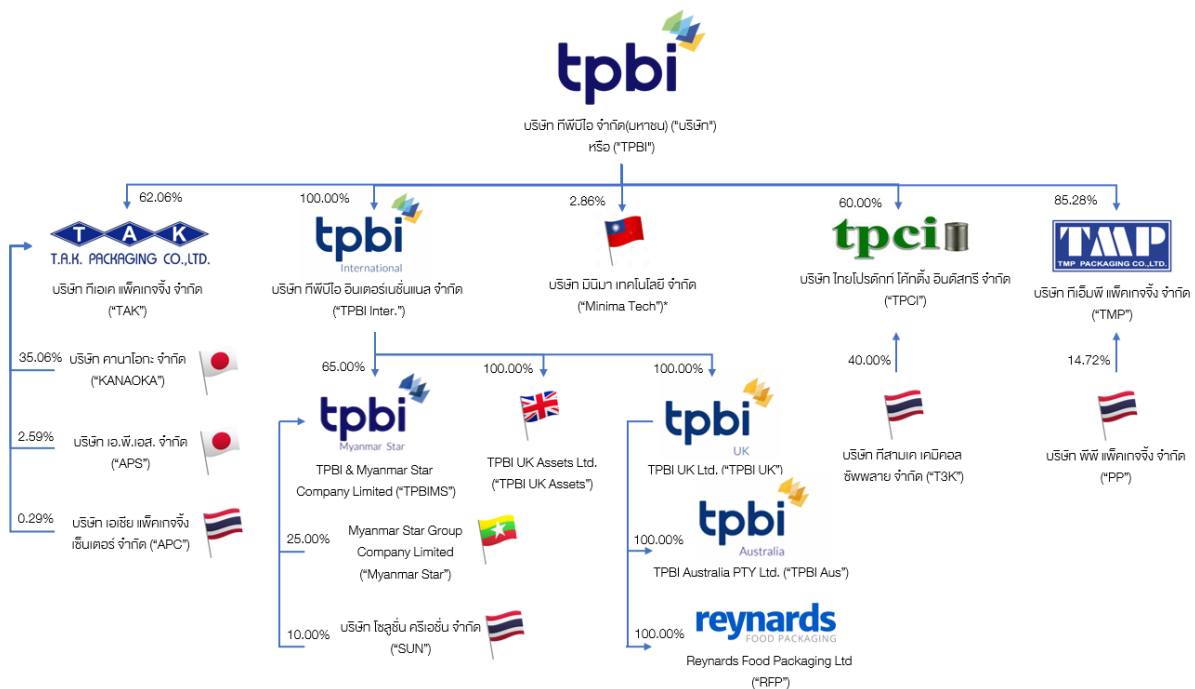 tpbi
บริษัท ทีพีบีไอ จำกัด(มหาชน) ("บริษัท")
หรือ ("TPBI")
62.06%
100.00%
2.86%
60.00%
85.28%
T A K
T.A.K. PACKAGING CO.,LTD.
บริษัท ทีเอเค แพ็คเกจจิ้ง จำกัด
("TAK")
tpbi
International
บริษัท ทีพีบีไอ อินเตอร์เนชั่นแนล จำกัด
("TPBI Inter.")
บริษัท มินิมา เทคโนโลยี จำกัด
("Minima Tech")*
tpci
บริษัท ไทยโปรดักท์ โค้ทติ้ง อินดัสทรี จำกัด
("TPCI")
TMP
TMP PACKAGING CO.,LTD.
บริษัท ทีเอ็มพี แพ็คเกจจิ้ง จำกัด
("TMP")
35.06%
บริษัท คานาโอกะ จำกัด
("KANAOKA")
2.59%
บริษัท เอ.พี.เอส. จำกัด
("APS")
0.29%
บริษัท เอเชีย แพ็คเกจจิ้ง
เซ็นเตอร์ จำกัด ("APC")
65.00%
tpbi
Myanmar Star
TPBI & Myanmar Star
Company Limited ("TPBIMS")
25.00%
Myanmar Star Group
Company Limited
("Myanmar Star")
10.00%
บริษัท โซลูชั่น ครีเอชั่น จำกัด
("SUN")
100.00%
TPBI UK Assets Ltd.
("TPBI UK Assets")
100.00%
tpbi
UK
TPBI UK Ltd. ("TPBI UK")
tpbi
Australia
100.00%
TPBI Australia PTY Ltd. ("TPBI Aus")
reynards
FOOD PACKAGING
100.00%
Reynards Food Packaging Ltd
("RFP")
40.00%
บริษัท ทีสามเค เคมิคอล
ซัพพลาย จำกัด ("T3K")
14.72%
บริษัท พีพี แพ็คเกจจิ้ง จำกัด
("PP")